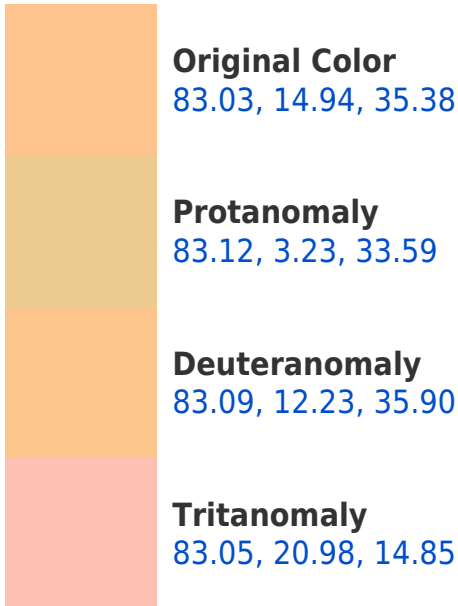 Original Color
83.03, 14.94, 35.38
Protanomaly
83.12, 3.23, 33.59
Deuteranomaly
83.09, 12.23, 35.90
Tritanomaly
83.05, 20.98, 14.85